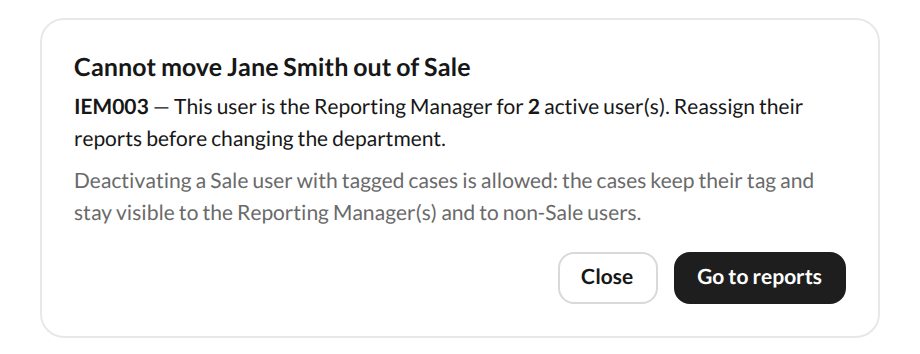 Cannot move Jane Smith out of Sale
IEM003 — This user is the Reporting Manager for 2 active user(s). Reassign their
reports before changing the department.
Deactivating a Sale user with tagged cases is allowed: the cases keep their tag and
stay visible to the Reporting Manager(s) and to non-Sale users.
Close
Go to reports